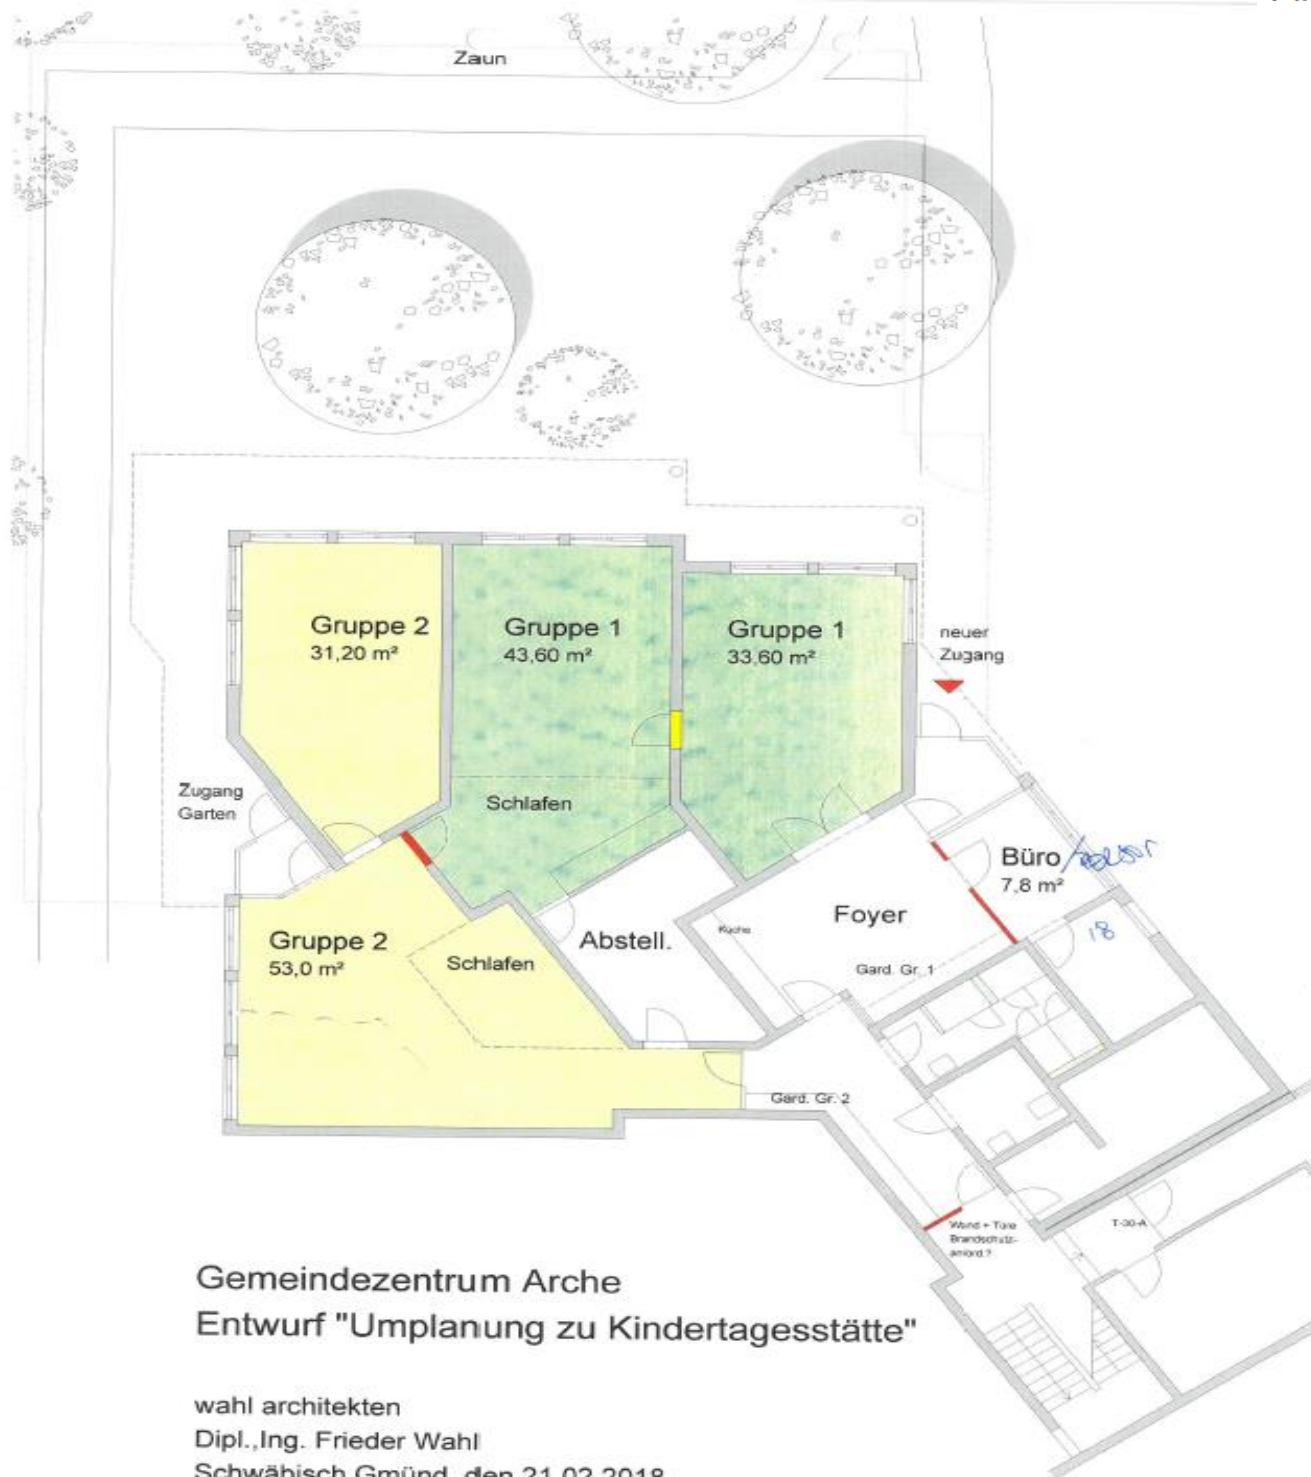 Zaun
Gruppe 2
31,20 m²
Gruppe 1
43,60 m²
Gruppe 1
33,60 m²
neuer
Zugang
Zugang
Garten
Schlafen
Büro
7,8 m²
18
Foyer
Küche
Abstell.
Gruppe 2
53,0 m²
Schlafen
Gard. Gr. 1
Gard. Gr. 2
Wand + Türe
Brandschutz-
anford.?
T-30-A
Gemeindezentrum Arche
Entwurf "Umplanung zu Kindertagesstätte"
wahl architekten
Dipl.,Ing. Frieder Wahl
Schwäbisch Gmünd, den 21.02.2018